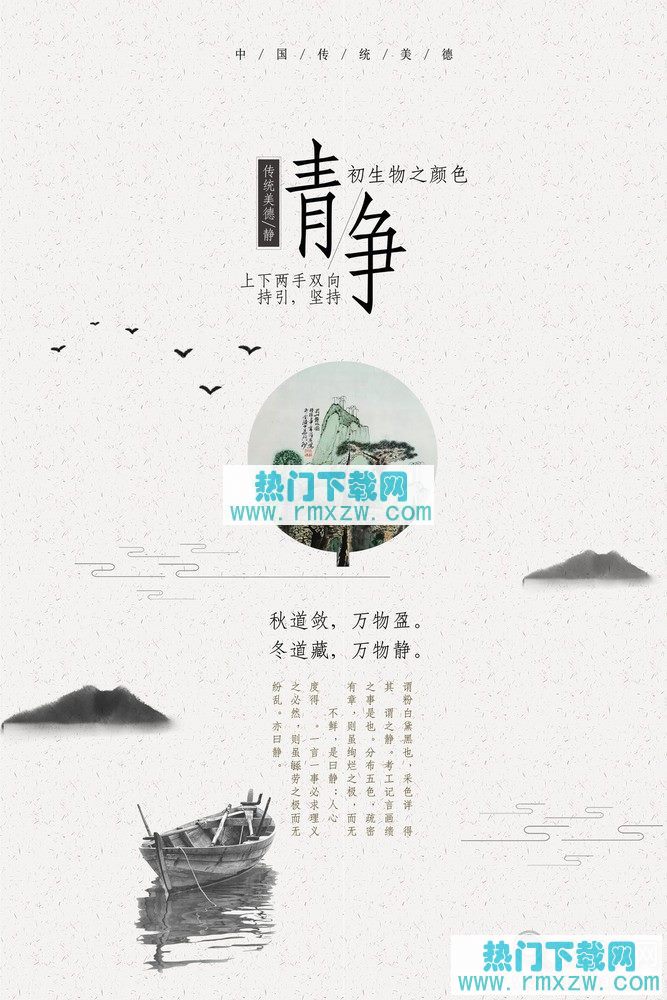 中/国/传/统/美/德
传统美德/静
青/争
初生物之颜色
上下两手双向
持引，坚持
热门下载网
www.rmxzw.com
秋道敛，万物盈。
冬道藏，万物静。
谓粉白黛黑也，采色详 得
其 谓之静。考工记言画缋
之事是也。分布五色，疏密
有章，则虽绚烂之极，而无
不鲜，是曰静；人心
度得 。一言一事必求理义
之必然，则虽繇劳之极而无
纷乱。亦曰静。
热门下载网
www.rmxzw.com